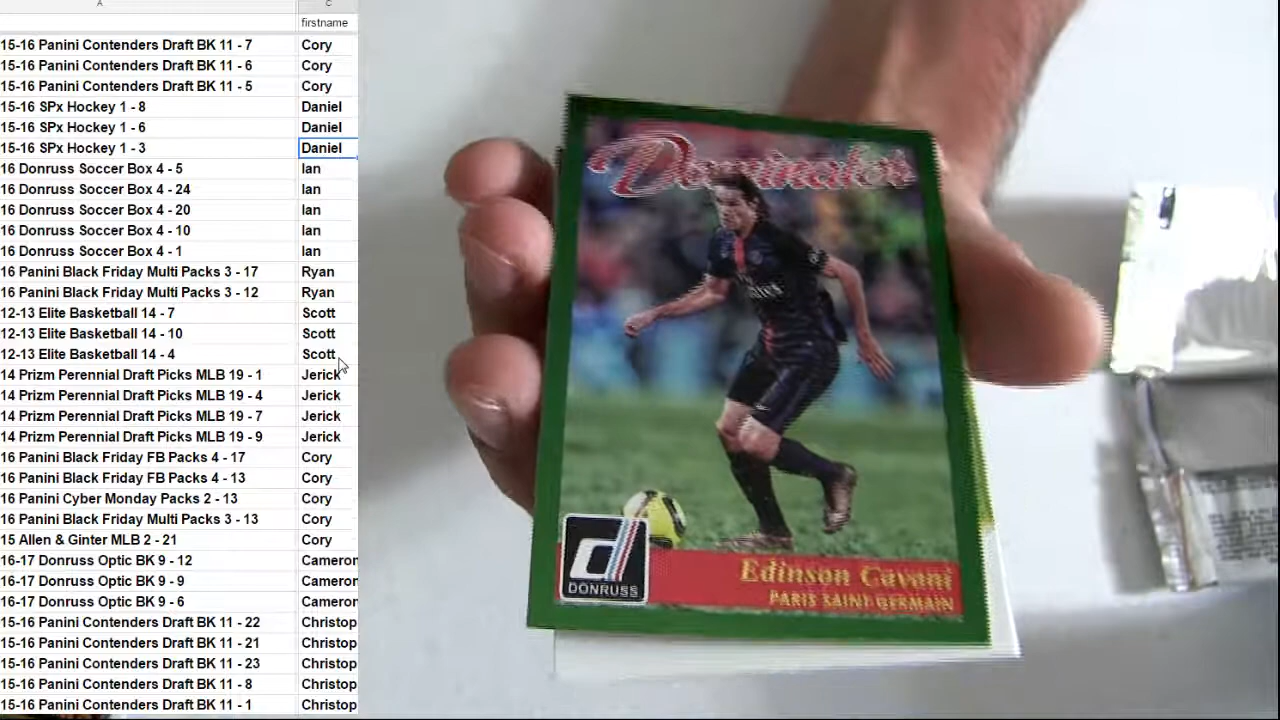 A C
firstname
15-16 Panini Contenders Draft BK 11 - 7 Cory
15-16 Panini Contenders Draft BK 11 - 6 Cory
15-16 Panini Contenders Draft BK 11 - 5 Cory
15-16 SPx Hockey 1 - 8 Daniel
15-16 SPx Hockey 1 - 6 Daniel
15-16 SPx Hockey 1 - 3 Daniel
16 Donruss Soccer Box 4 - 5 Ian
16 Donruss Soccer Box 4 - 24 Ian
16 Donruss Soccer Box 4 - 20 Ian
16 Donruss Soccer Box 4 - 10 Ian
16 Donruss Soccer Box 4 - 1 Ian
16 Panini Black Friday Multi Packs 3 - 17 Ryan
16 Panini Black Friday Multi Packs 3 - 12 Ryan
12-13 Elite Basketball 14 - 7 Scott
12-13 Elite Basketball 14 - 10 Scott
12-13 Elite Basketball 14 - 4 Scott
14 Prizm Perennial Draft Picks MLB 19 - 1 Jerick
14 Prizm Perennial Draft Picks MLB 19 - 4 Jerick
14 Prizm Perennial Draft Picks MLB 19 - 7 Jerick
14 Prizm Perennial Draft Picks MLB 19 - 9 Jerick
16 Panini Black Friday FB Packs 4 - 17 Cory
16 Panini Black Friday FB Packs 4 - 13 Cory
16 Panini Cyber Monday Packs 2 - 13 Cory
16 Panini Black Friday Multi Packs 3 - 13 Cory
15 Allen & Ginter MLB 2 - 21 Cory
16-17 Donruss Optic BK 9 - 12 Cameron
16-17 Donruss Optic BK 9 - 9 Cameron
16-17 Donruss Optic BK 9 - 6 Cameron
15-16 Panini Contenders Draft BK 11 - 22 Christop
15-16 Panini Contenders Draft BK 11 - 21 Christop
15-16 Panini Contenders Draft BK 11 - 23 Christop
15-16 Panini Contenders Draft BK 11 - 8 Christop
15-16 Panini Contenders Draft BK 11 - 1 Christop
Dominator
d
DONRUSS
Edinson Cavani
PARIS SAINT-GERMAIN